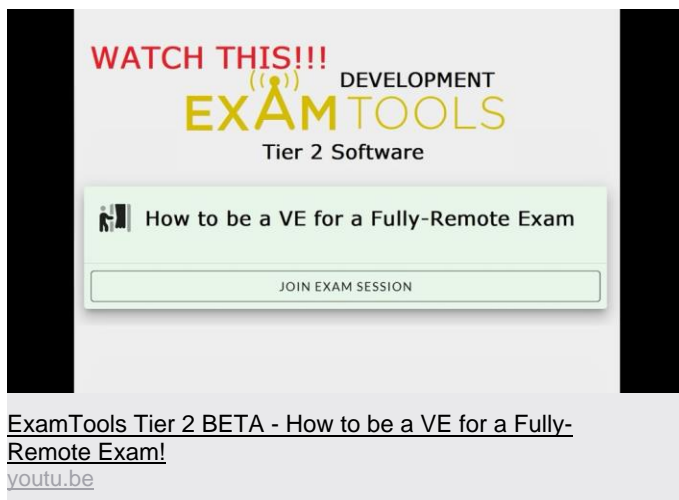 WATCH THIS!!!
DEVELOPMENT
EXAMTOOLS
Tier 2 Software
How to be a VE for a Fully-Remote Exam
JOIN EXAM SESSION
ExamTools Tier 2 BETA - How to be a VE for a Fully-
Remote Exam!
youtu.be